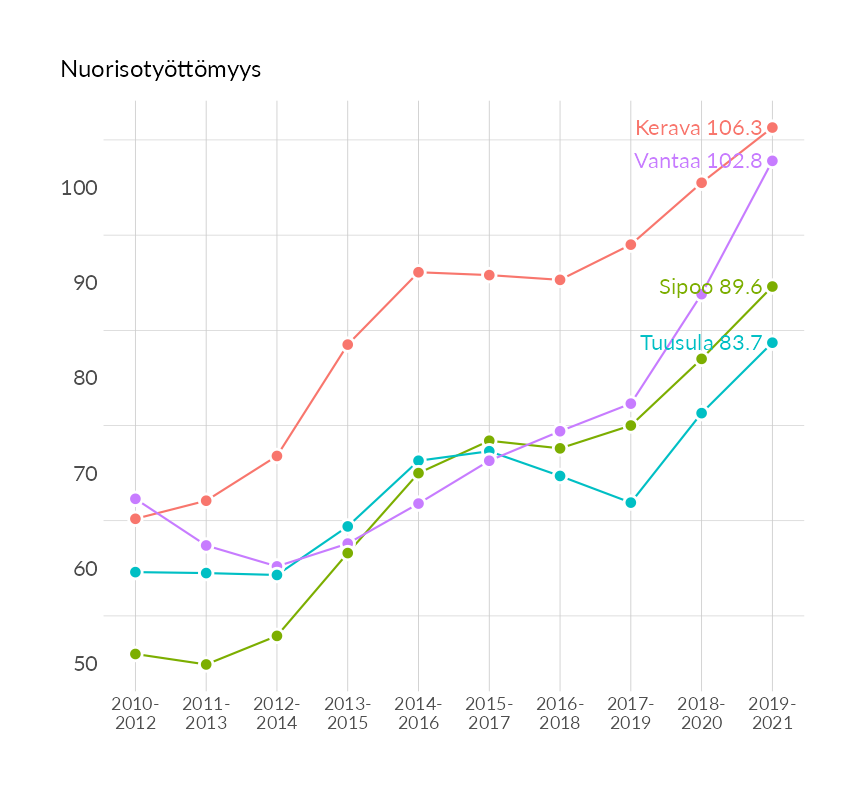 Nuorisotyöttömyys
Kerava 106.3
Vantaa 102.8
100
90
Sipoo 89.6
Tuusula 83.7
80
70
60
50
2010- 2011- 2012- 2013- 2014- 2015- 2016- 2017- 2018- 2019-
2012 2013 2014 2015 2016 2017 2018 2019 2020 2021